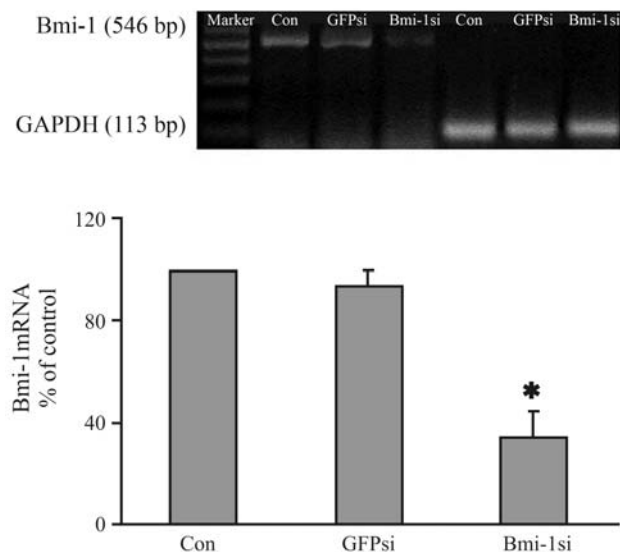 Marker Con GFPsi Bmi-1si Con GFPsi Bmi-1si
Bmi-1 (546 bp)
GAPDH (113 bp)
120
80
40
0
Bmi-1mRNA
% of control
*
Con GFPsi Bmi-1si